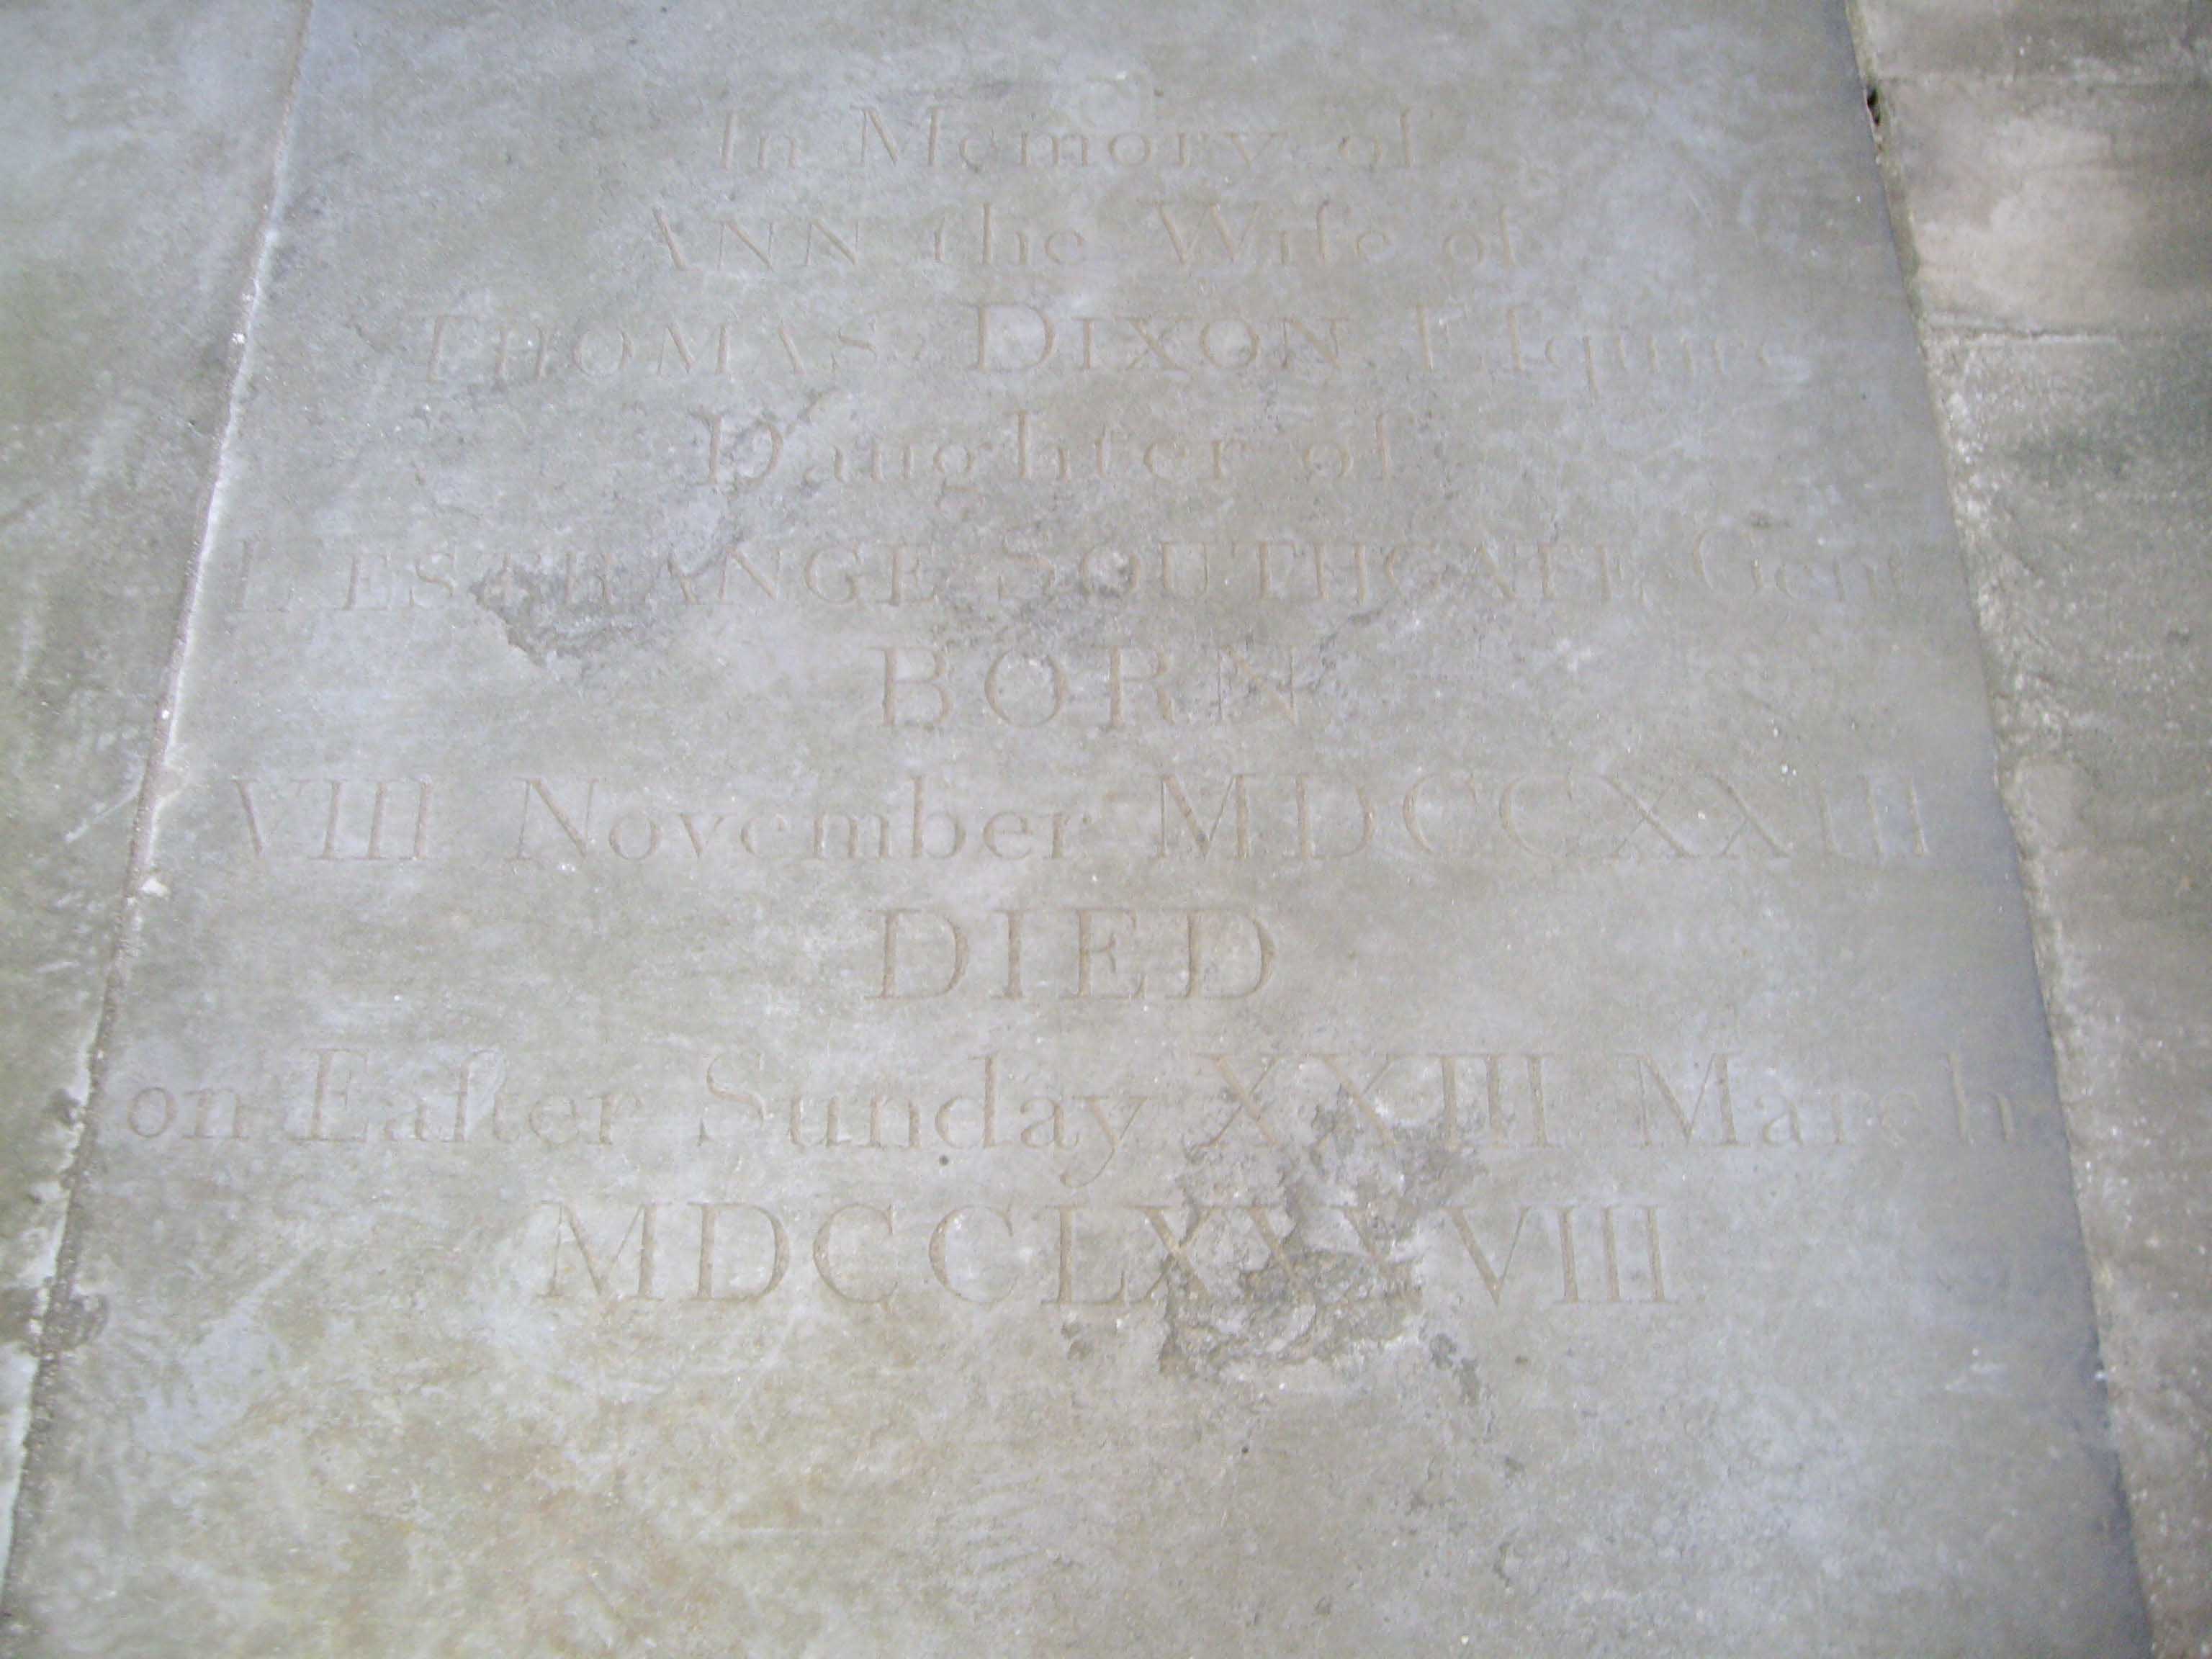 In Memory of
ANN the Wife of
THOMAS DIXON Eſquire
Daughter of
L'ESTRANGE SOUTHGATE, Gent
BORN
VIII November MDCCXXIII
DIED
on Eaſter Sunday XXIII March
MDCCLXXXVIII